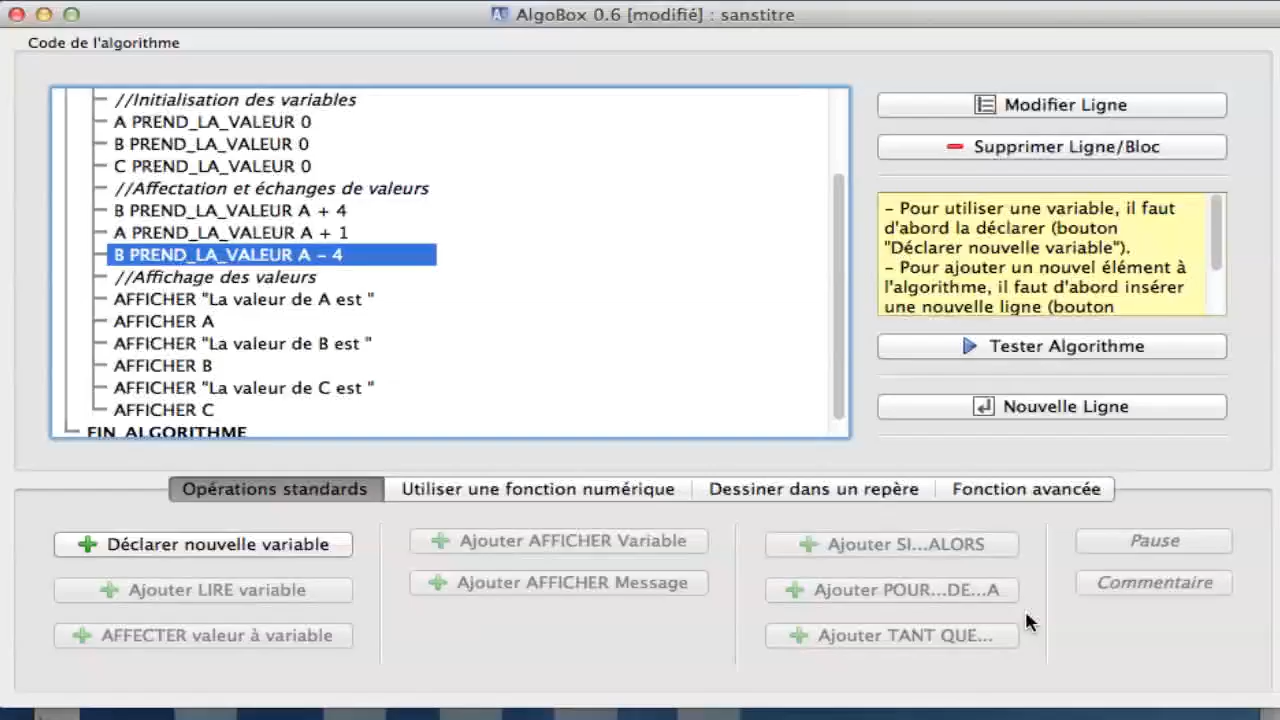 AlgoBox 0.6 [modifié] : sanstitre
Code de l'algorithme
//Initialisation des variables
A PREND_LA_VALEUR 0
B PREND_LA_VALEUR 0
C PREND_LA_VALEUR 0
//Affectation et échanges de valeurs
B PREND_LA_VALEUR A + 4
A PREND_LA_VALEUR A + 1
B PREND_LA_VALEUR A - 4
//Affichage des valeurs
AFFICHER "La valeur de A est "
AFFICHER A
AFFICHER "La valeur de B est "
AFFICHER B
AFFICHER "La valeur de C est "
AFFICHER C
FIN_ALGORITHME
Modifier Ligne
Supprimer Ligne/Bloc
- Pour utiliser une variable, il faut
d'abord la déclarer (bouton
"Déclarer nouvelle variable").
- Pour ajouter un nouvel élément à
l'algorithme, il faut d'abord insérer
une nouvelle ligne (bouton
Tester Algorithme
Nouvelle Ligne
Opérations standards
Utiliser une fonction numérique
Dessiner dans un repère
Fonction avancée
Déclarer nouvelle variable
Ajouter LIRE variable
AFFECTER valeur à variable
Ajouter AFFICHER Variable
Ajouter AFFICHER Message
Ajouter SI...ALORS
Ajouter POUR...DE...A
Ajouter TANT QUE...
Pause
Commentaire